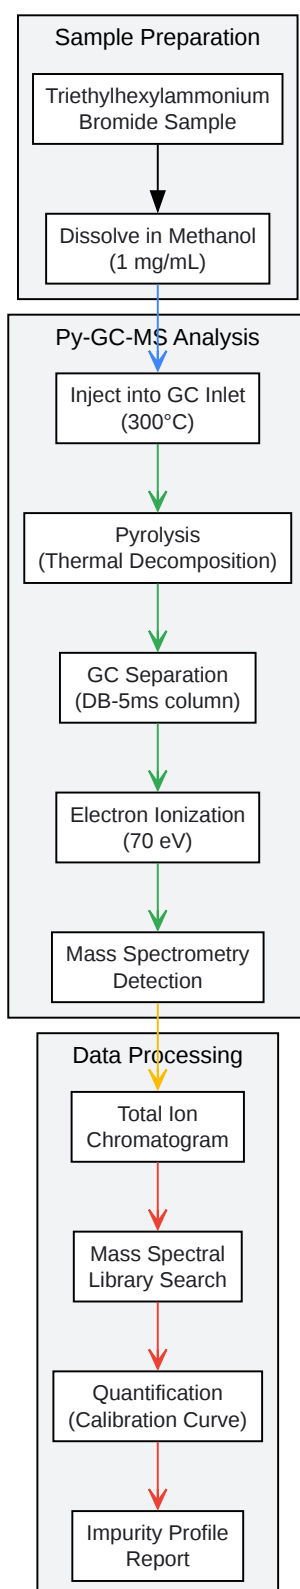 Sample Preparation
Triethylhexylammonium
Bromide Sample
Dissolve in Methanol
(1 mg/mL)
Py-GC-MS Analysis
Inject into GC Inlet
(300°C)
Pyrolysis
(Thermal Decomposition)
GC Separation
(DB-5ms column)
Electron Ionization
(70 eV)
Mass Spectrometry
Detection
Data Processing
Total Ion
Chromatogram
Mass Spectral
Library Search
Quantification
(Calibration Curve)
Impurity Profile
Report